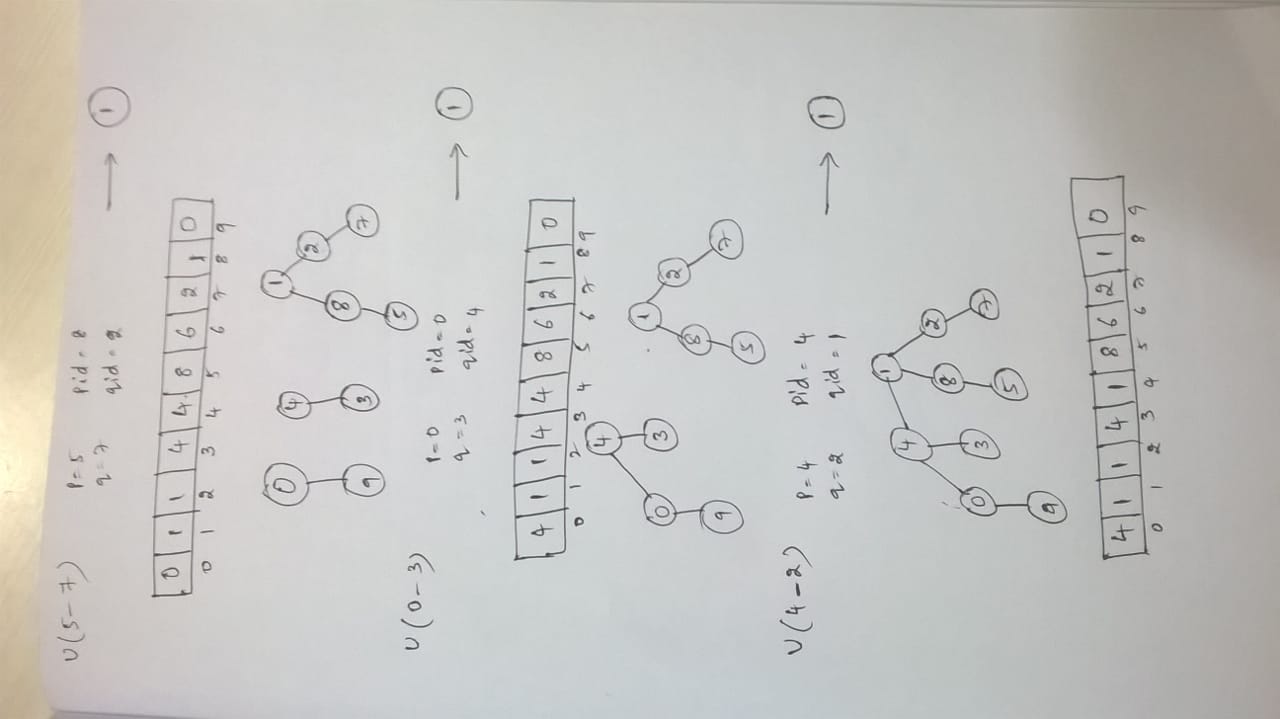 U(5-7) P=5 Pid=8
q=7 qid=2 → 1
0 1 1 4 4 8 6 2 1 0
0 1 2 3 4 5 6 7 8 9
0 4 1
9 3 8 2
5 7
U(0-3) P=0 Pid=0
q=3 qid=4 → 1
4 1 1 4 4 8 6 2 1 0
0 1 2 3 4 5 6 7 8 9
4 1
0 3 8 2
9 5 7
U(4-2) P=4 Pid=4
q=2 qid=1 → 1
1
4 8 2
0 3 5 7
9
4 1 1 4 1 8 6 2 1 0
0 1 2 3 4 5 6 7 8 9